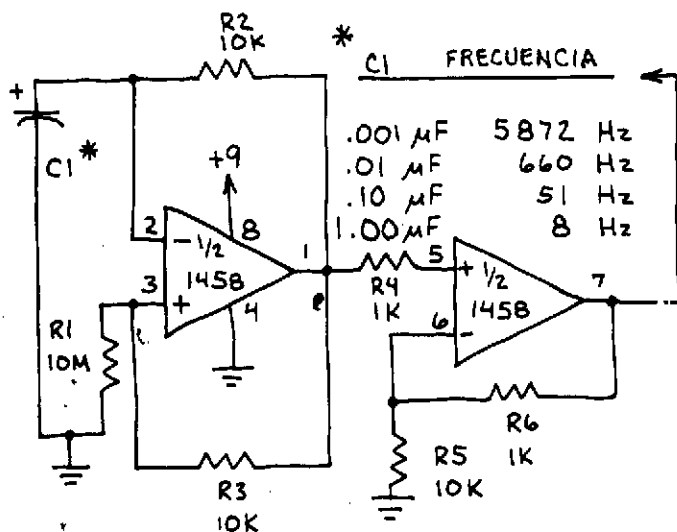 R2
10K
*
C1 FRECUENCIA
+
C1 *
+9
.001 µF 5872 Hz
.01 µF 660 Hz
.10 µF 51 Hz
1.00 µF 8 Hz
2
-
1/2
8
1458
1
3
+
4
R1
10M
R4
1K
5
+
1/2
1458
7
6
-
R6
1K
R5
10K
R3
10K